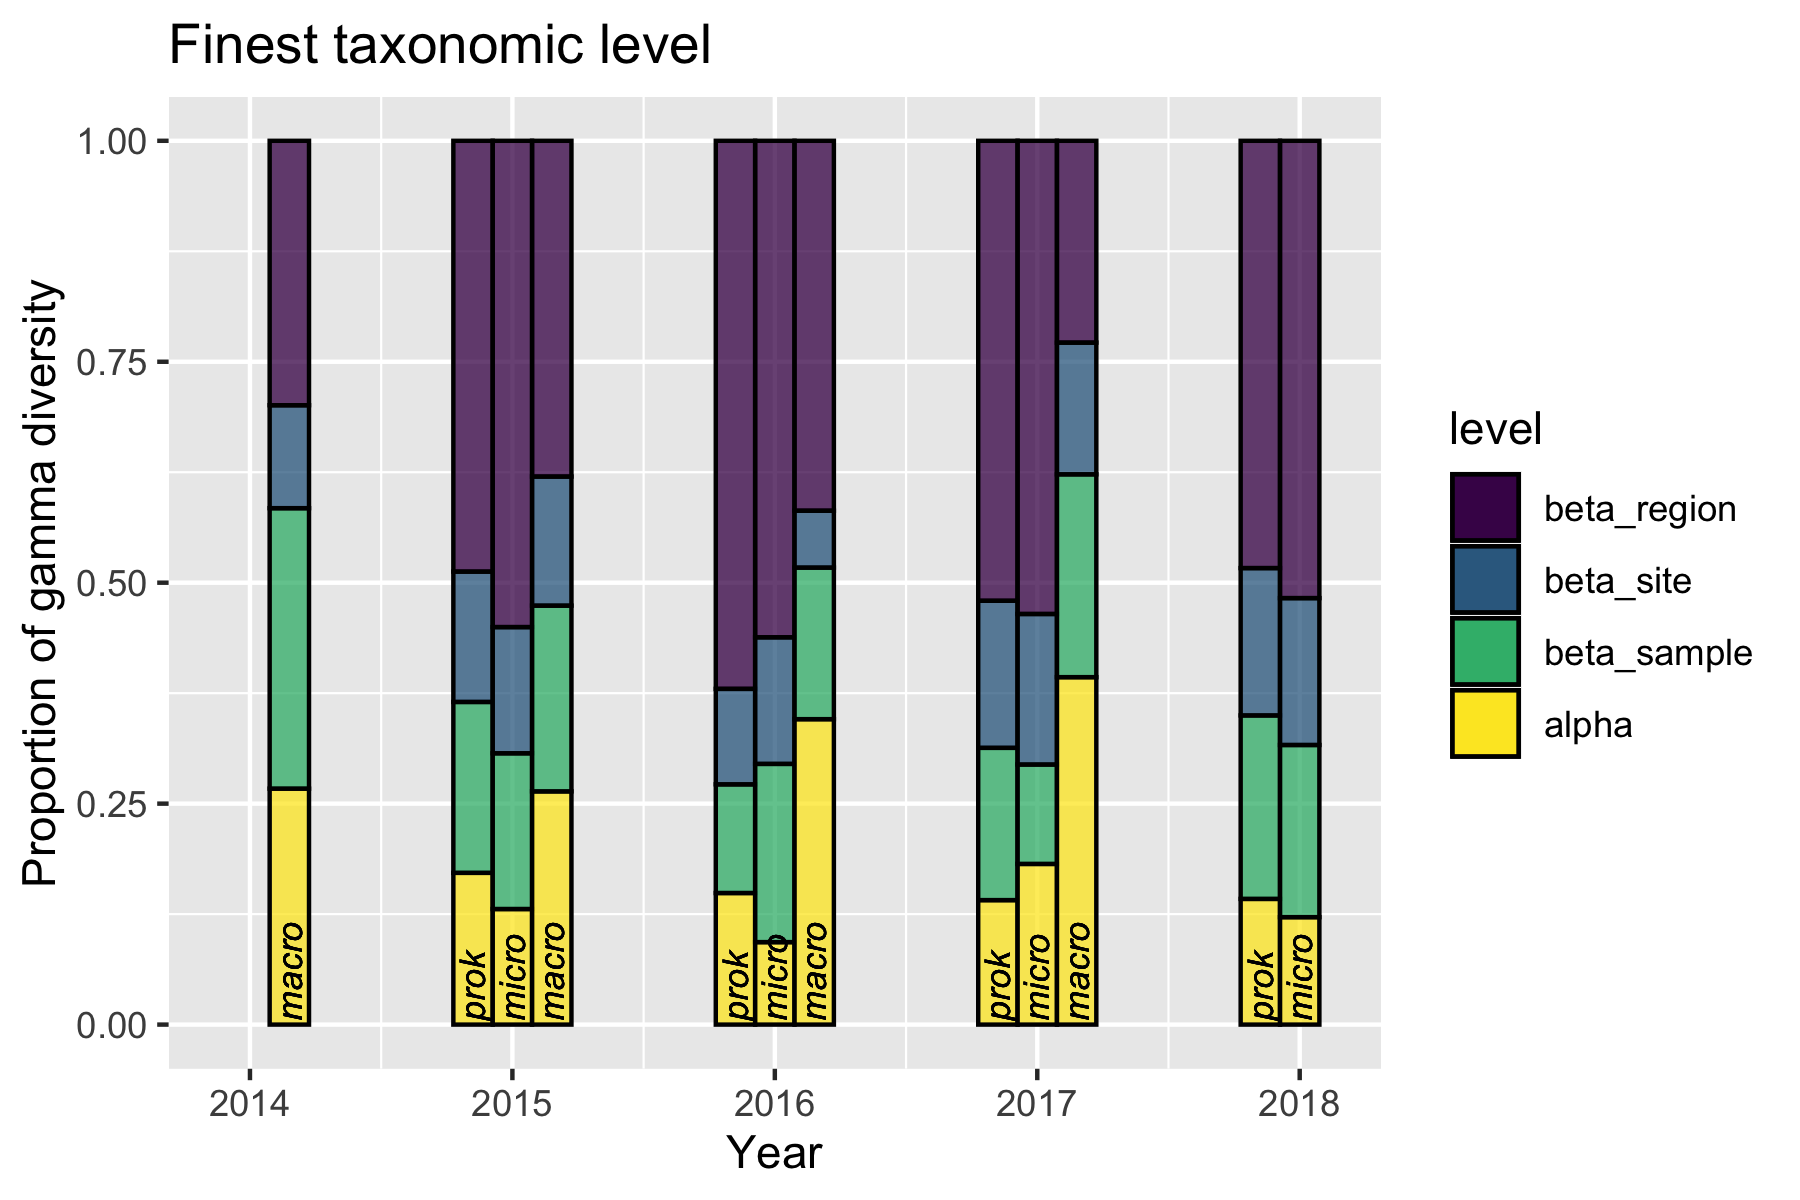 Finest taxonomic level
Proportion of gamma diversity
1.00
0.75
0.50
0.25
0.00
macro
prok
micro
macro
prok
micro
macro
prok
micro
macro
prok
micro
2014
2015
2016
2017
2018
Year
level
beta_region
beta_site
beta_sample
alpha